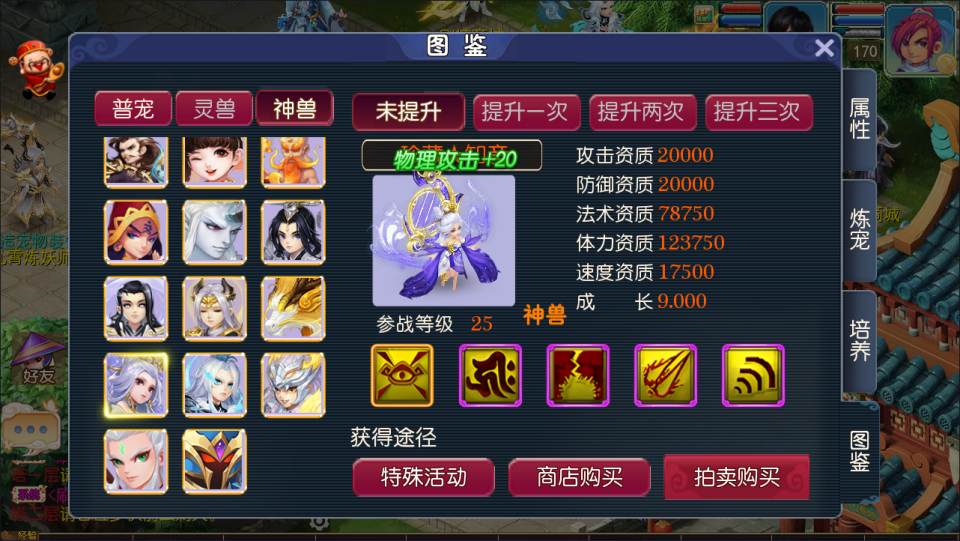 图鉴
170
普宠 灵兽 神兽
未提升 提升一次 提升两次 提升三次
物理攻击+20
攻击资质 20000
防御资质 20000
法术资质 78750
体力资质 123750
速度资质 17500
成 长 9.000
参战等级 25
神兽
获得途径
特殊活动 商店购买 拍卖购买
属性
炼宠
培养
图鉴
好友
系统
经验